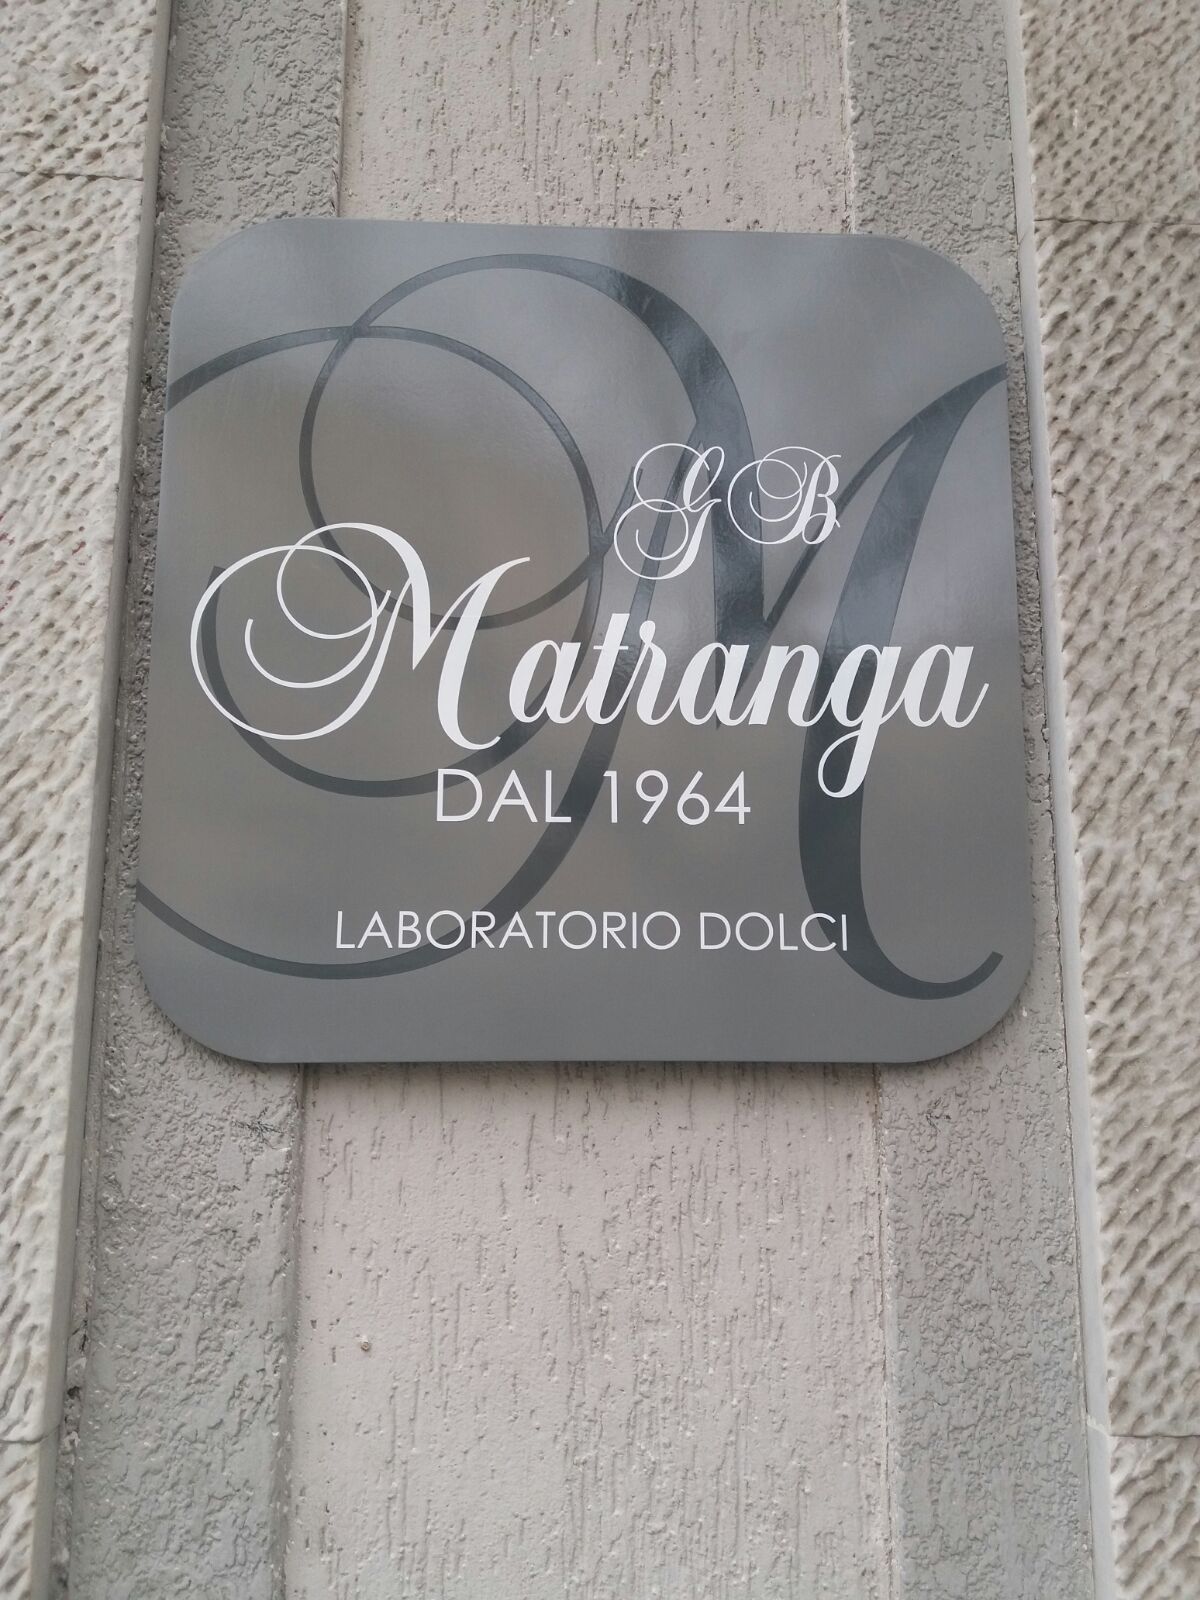 GB
Matranga
DAL 1964
LABORATORIO DOLCI